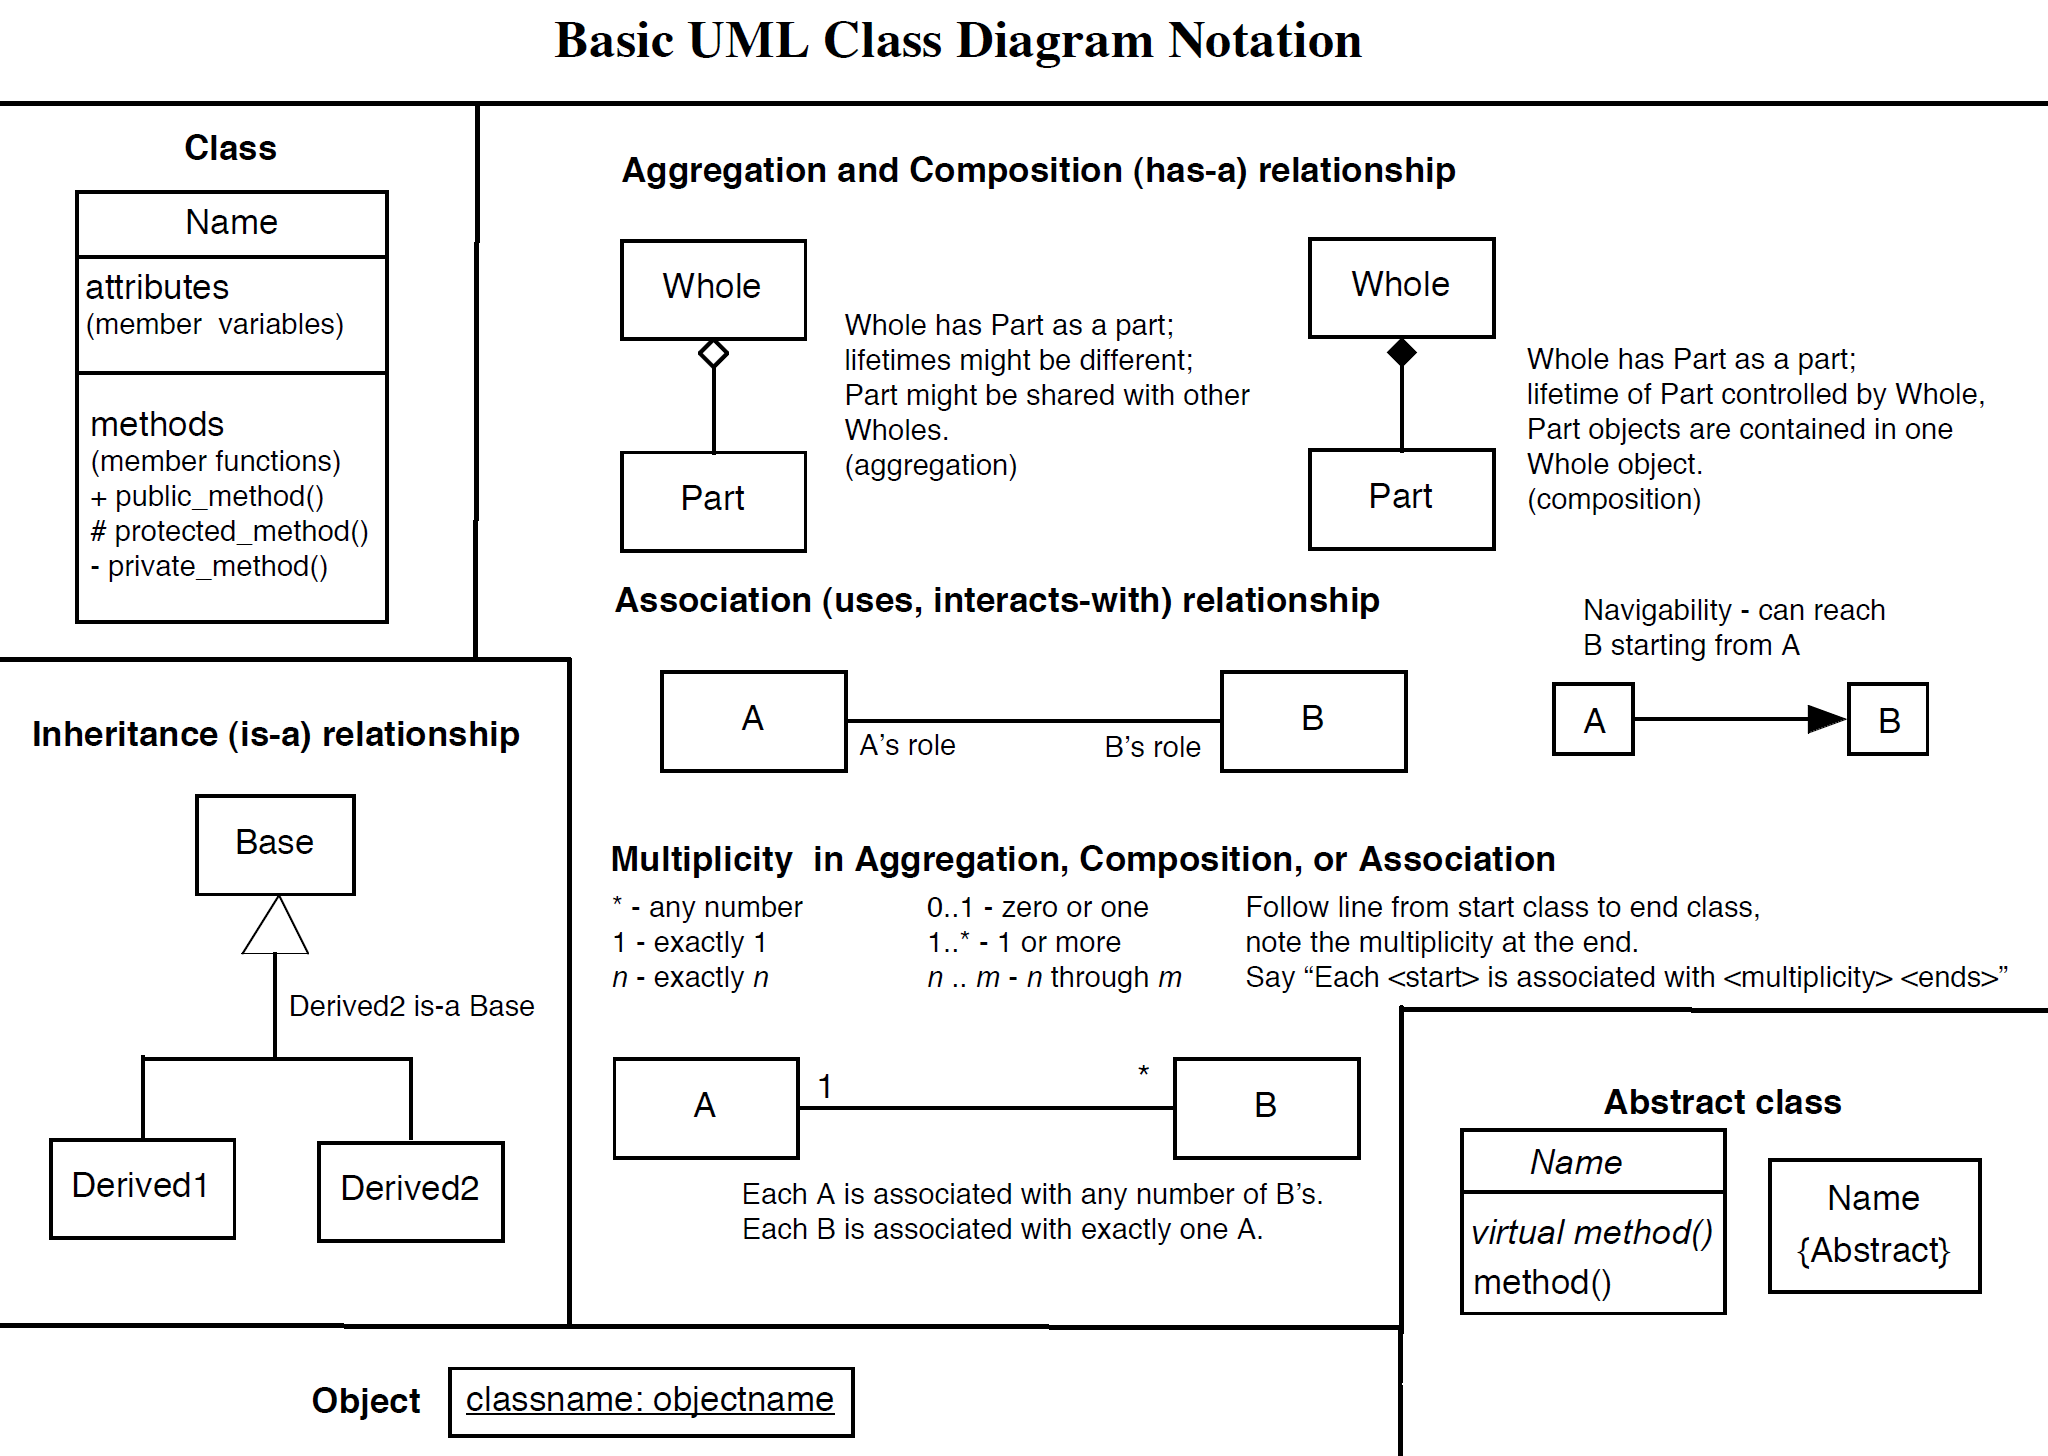 Basic UML Class Diagram Notation
Class
Name
attributes
(member variables)
methods
(member functions)
+ public_method()
# protected_method()
- private_method()
Aggregation and Composition (has-a) relationship
Whole
Part
Whole has Part as a part;
lifetimes might be different;
Part might be shared with other
Wholes.
(aggregation)
Whole
Part
Whole has Part as a part;
lifetime of Part controlled by Whole,
Part objects are contained in one
Whole object.
(composition)
Association (uses, interacts-with) relationship
A
A's role
B's role
B
Navigability - can reach
B starting from A
A
B
Inheritance (is-a) relationship
Base
Derived2 is-a Base
Derived1
Derived2
Multiplicity in Aggregation, Composition, or Association
* - any number
1 - exactly 1
n - exactly n
0..1 - zero or one
1..* - 1 or more
n .. m - n through m
Follow line from start class to end class,
note the multiplicity at the end.
Say “Each <start> is associated with <multiplicity> <ends>”
A
1
*
B
Each A is associated with any number of B's.
Each B is associated with exactly one A.
Abstract class
Name
virtual method()
method()
Name
{Abstract}
Object
classname: objectname